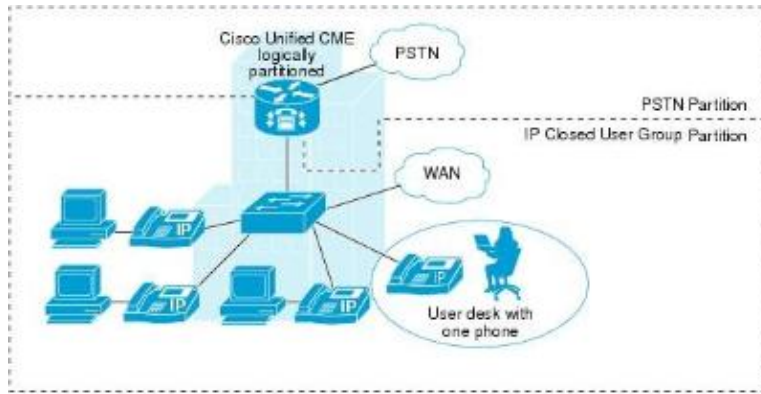 Cisco Unified CME
logically
partitioned
PSTN
PSTN Partition
IP Closed User Group Partition
WAN
IP
IP
IP
IP
User desk with
one phone